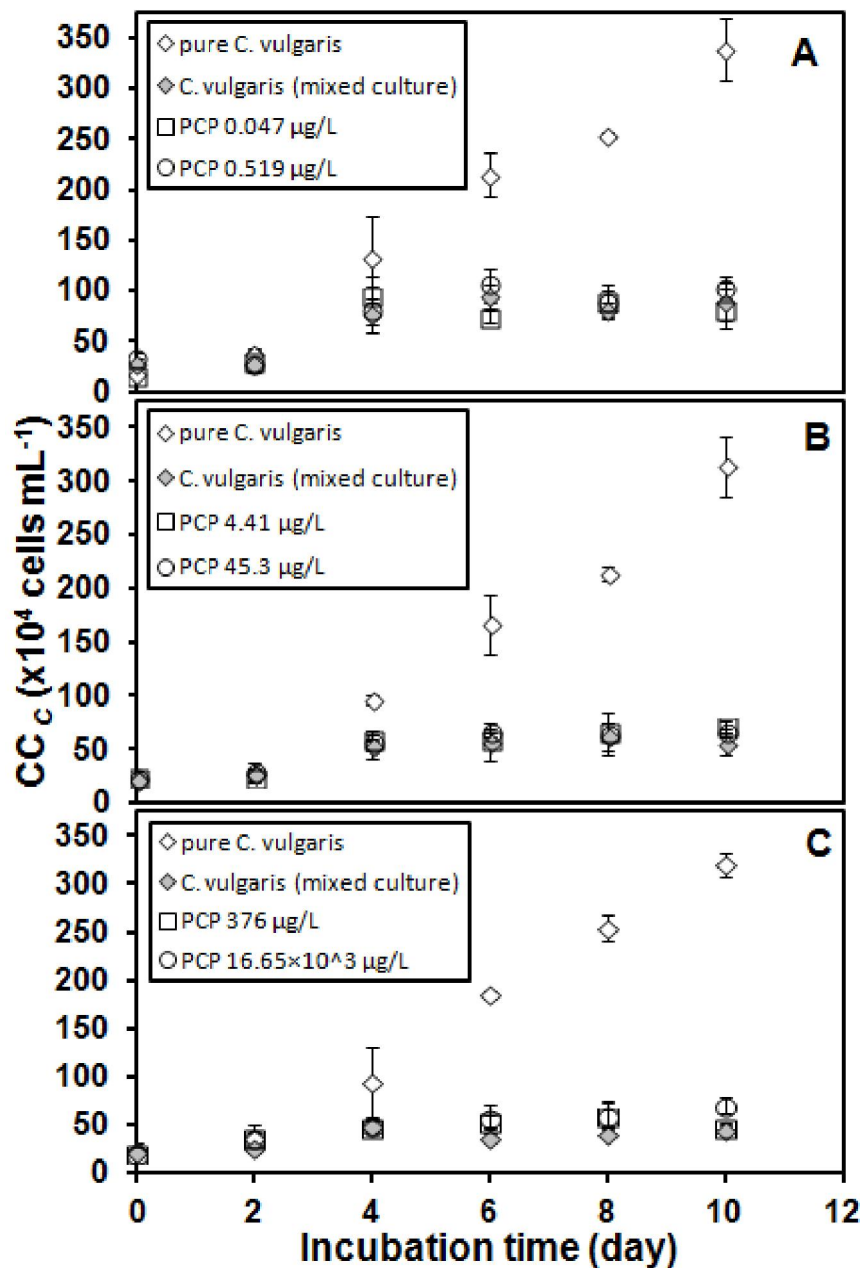 A
◇ pure C. vulgaris
◆ C. vulgaris (mixed culture)
□ PCP 0.047 µg/L
○ PCP 0.519 µg/L
350
300
250
200
150
100
50
0
B
◇ pure C. vulgaris
◆ C. vulgaris (mixed culture)
□ PCP 4.41 µg/L
○ PCP 45.3 µg/L
350
300
250
200
150
100
50
0
C
◇ pure C. vulgaris
◆ C. vulgaris (mixed culture)
□ PCP 376 µg/L
○ PCP 16.65×10^3 µg/L
350
300
250
200
150
100
50
0
CC C (x10⁴ cells mL⁻¹)
0 2 4 6 8 10 12
Incubation time (day)